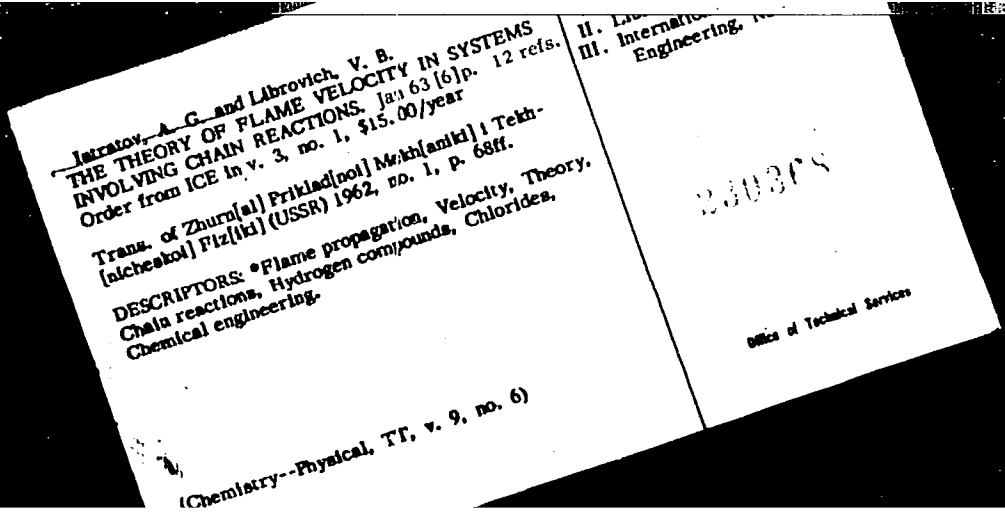 Istratov, A. G. and Librovich, V. B.
THE THEORY OF FLAME VELOCITY IN SYSTEMS
INVOLVING CHAIN REACTIONS. Jan 63 [6]p. 12 refs.
Order from ICE in v. 3, no. 1, $15.00/year
Trans. of Zhurn[al] Priklad[noi] Mekh[aniki] i Tekh-
[nicheskoi] Fiz[iki] (USSR) 1962, no. 1, p. 68ff.
DESCRIPTORS: *Flame propagation, Velocity, Theory,
Chain reactions, Hydrogen compounds, Chlorides,
Chemical engineering.
(Chemistry--Physical, TT, v. 9, no. 6)
II.
III. International
Engineering,
Office of Technical Services